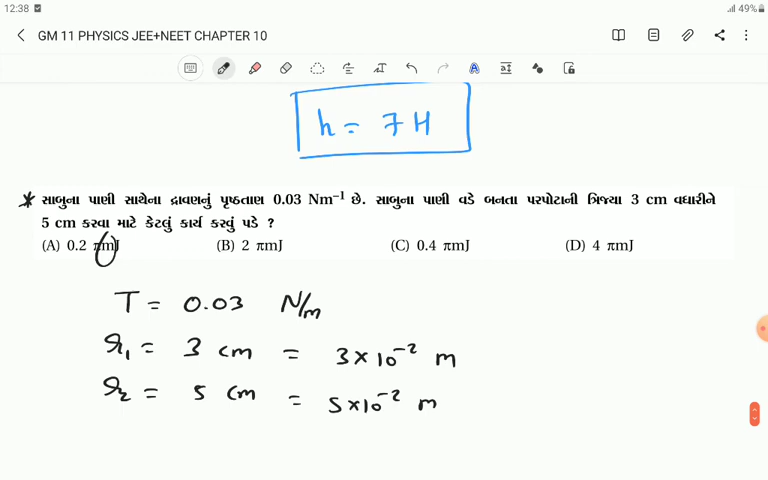 12:38
49%
GM 11 PHYSICS JEE+NEET CHAPTER 10
h = 7H
* સાબુના પાણી સાથેના દ્રાવણનું પૃષ્ઠતાણ 0.03 Nm⁻¹ છે. સાબુના પાણી વડે બનતા પરપોટાની ત્રિજ્યા 3 cm વધારીને
5 cm કરવા માટે કેટલું કાર્ય કરવું પડે ?
(A) 0.2 πmJ (B) 2 πmJ (C) 0.4 πmJ (D) 4 πmJ
T = 0.03 N/m
r₁ = 3 cm = 3×10⁻² m
r₂ = 5 cm = 5×10⁻² m